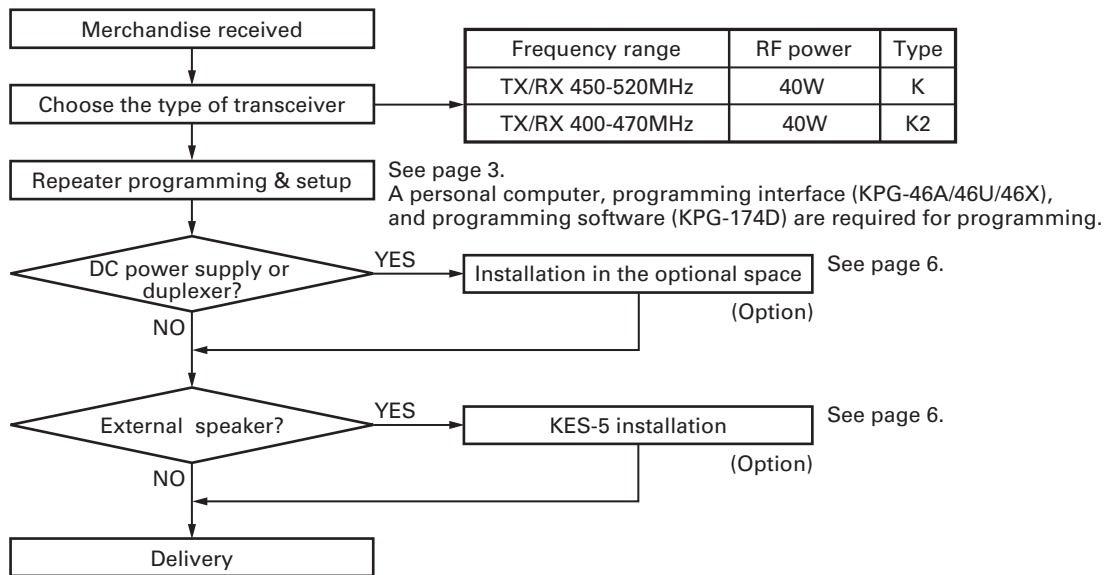 Merchandise received
Choose the type of transceiver
Frequency range RF power Type
TX/RX 450-520MHz 40W K
TX/RX 400-470MHz 40W K2
Repeater programming & setup
See page 3.
A personal computer, programming interface (KPG-46A/46U/46X),
and programming software (KPG-174D) are required for programming.
DC power supply or
duplexer?
YES
Installation in the optional space
See page 6.
(Option)
NO
External speaker?
YES
KES-5 installation
See page 6.
(Option)
NO
Delivery